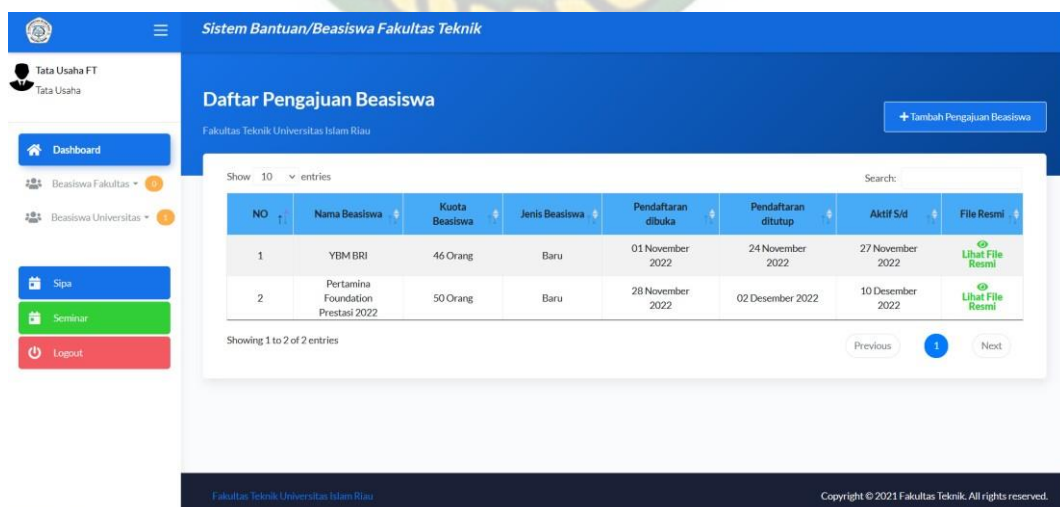 Sistem Bantuan/Beasiswa Fakultas Teknik
Tata Usaha FT
Tata Usaha
Dashboard
Beasiswa Fakultas 0
Beasiswa Universitas 1
Sipa
Seminar
Logout
Daftar Pengajuan Beasiswa
Fakultas Teknik Universitas Islam Riau
+ Tambah Pengajuan Beasiswa
Show 10 entries
Search:
NO Nama Beasiswa Kuota Beasiswa Jenis Beasiswa Pendaftaran dibuka Pendaftaran ditutup Aktif S/d File Resmi
1 YBM BRI 46 Orang Baru 01 November 2022 24 November 2022 27 November 2022 Lihat File Resmi
2 Pertamina Foundation Prestasi 2022 50 Orang Baru 28 November 2022 02 Desember 2022 10 Desember 2022 Lihat File Resmi
Showing 1 to 2 of 2 entries
Previous 1 Next
Fakultas Teknik Universitas Islam Riau
Copyright © 2021 Fakultas Teknik. All rights reserved.